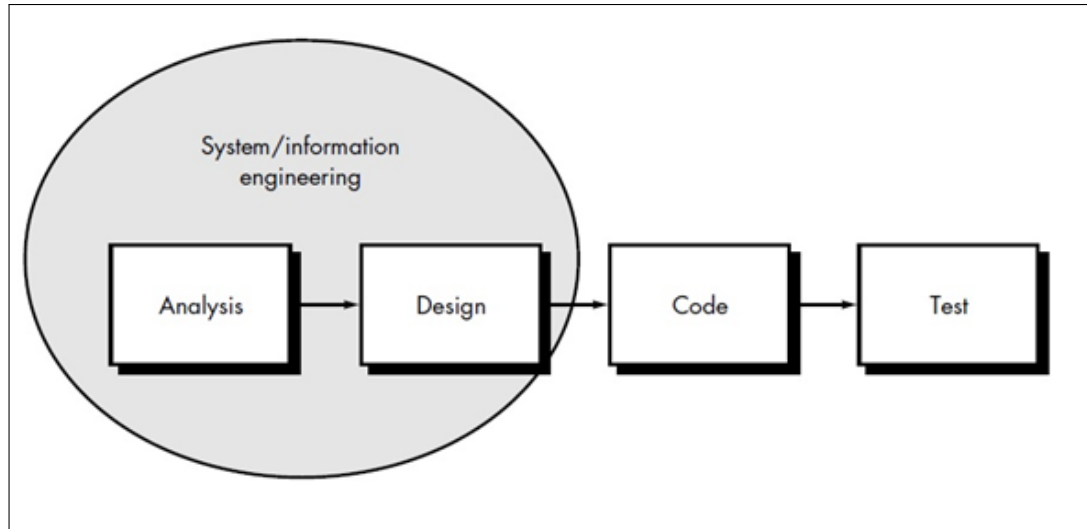 System/information
engineering
Analysis
Design
Code
Test